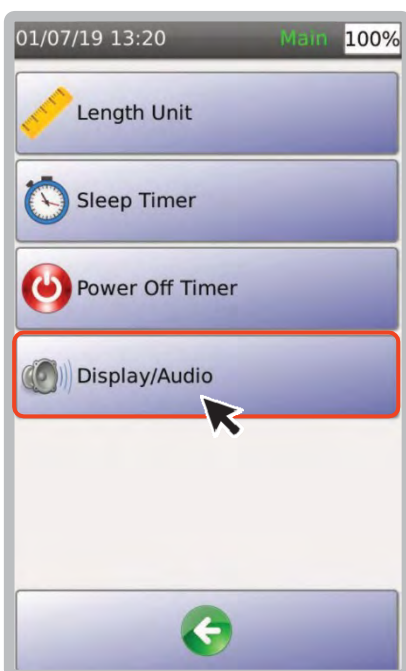 01/07/19 13:20 Main 100%
Length Unit
Sleep Timer
Power Off Timer
Display/Audio